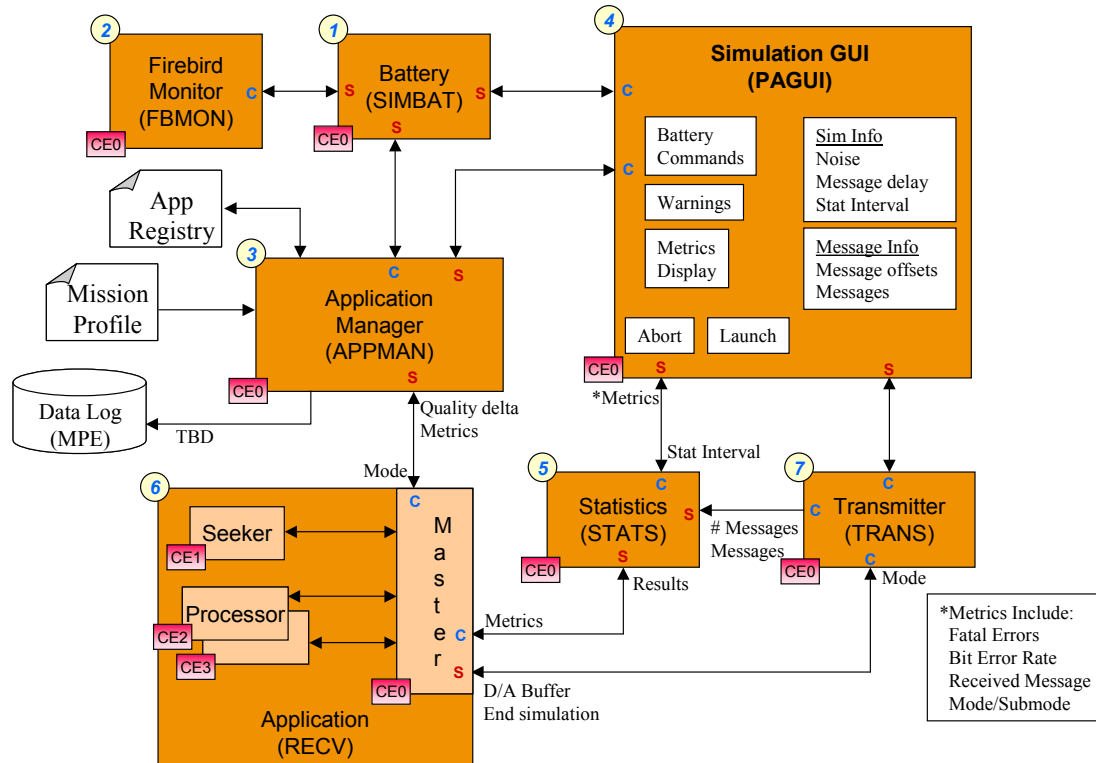 2
Firebird
Monitor
(FBMON)
C
CE0
1
Battery
(SIMBAT)
S
S
S
CE0
4
Simulation GUI
(PAGUI)
C
C
Battery
Commands
Warnings
Metrics
Display
Sim Info
Noise
Message delay
Stat Interval
Message Info
Message offsets
Messages
Abort
Launch
S
S
CE0
App
Registry
Mission
Profile
3
C
S
Application
Manager
(APPMAN)
S
CE0
Data Log
(MPE)
TBD
Quality delta
Metrics
Mode
*Metrics
Stat Interval
5
C
Statistics
(STATS)
S
S
CE0
Results
# Messages
Messages
7
C
C
Transmitter
(TRANS)
C
CE0
Mode
6
Seeker
CE1
Processor
CE2
CE3
C
M
a
s
t
e
r
C
S
CE0
Metrics
D/A Buffer
End simulation
Application
(RECV)
*Metrics Include:
Fatal Errors
Bit Error Rate
Received Message
Mode/Submode